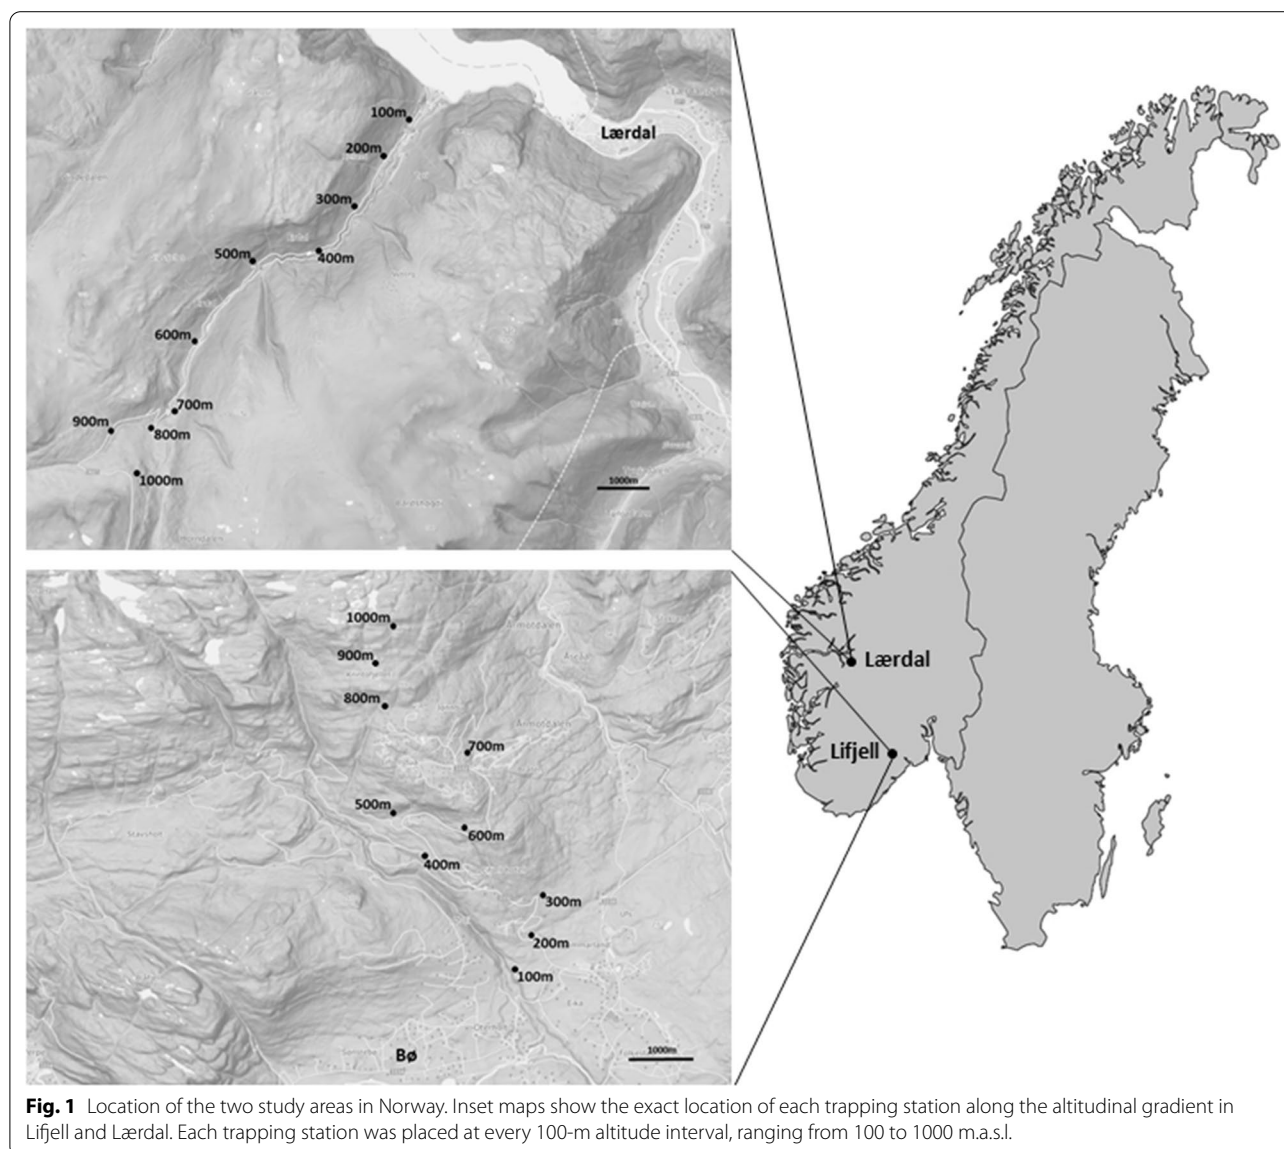 100m
Lærdal
200m
300m
500m
400m
600m
700m
900m
800m
1000m
1000m
1000m
900m
800m
Årmotdalen
700m
500m
600m
400m
300m
200m
100m
Bø
1000m
Lærdal
Lifjell
Fig. 1 Location of the two study areas in Norway. Inset maps show the exact location of each trapping station along the altitudinal gradient in
Lifjell and Lærdal. Each trapping station was placed at every 100-m altitude interval, ranging from 100 to 1000 m.a.s.l.